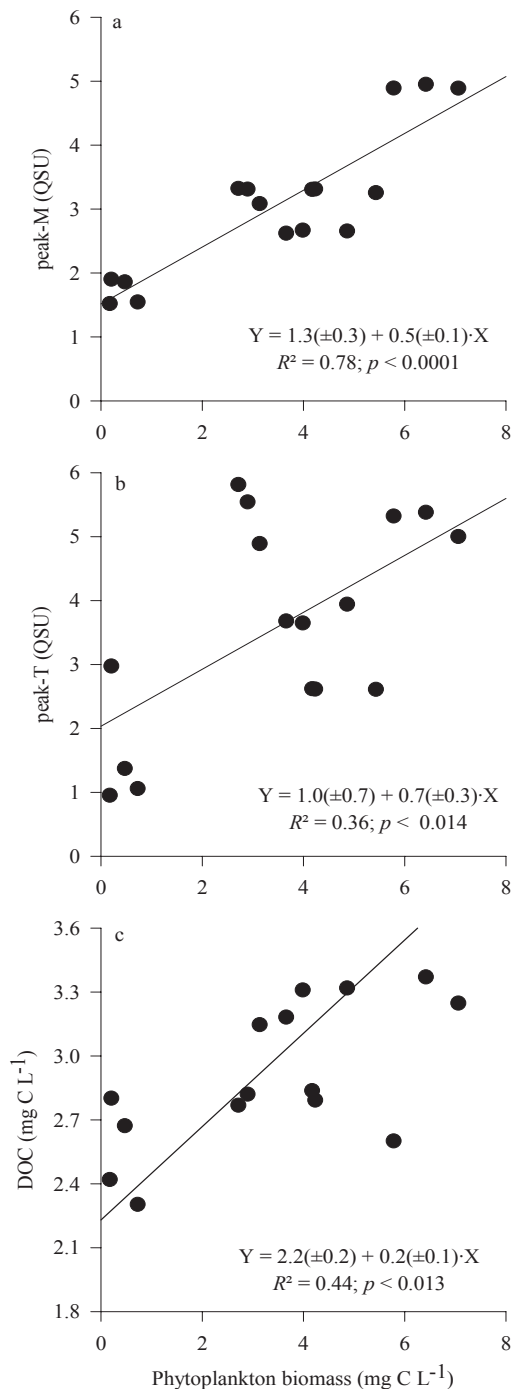 a
6
5
4
3
2
1
0
peak-M (QSU)
Y = 1.3(±0.3) + 0.5(±0.1)·X
R² = 0.78; p < 0.0001
0 2 4 6 8
b
6
5
4
3
2
1
0
peak-T (QSU)
Y = 1.0(±0.7) + 0.7(±0.3)·X
R² = 0.36; p < 0.014
0 2 4 6 8
c
3.6
3.3
3.0
2.7
2.4
2.1
1.8
DOC (mg C L⁻¹)
Y = 2.2(±0.2) + 0.2(±0.1)·X
R² = 0.44; p < 0.013
0 2 4 6 8
Phytoplankton biomass (mg C L⁻¹)